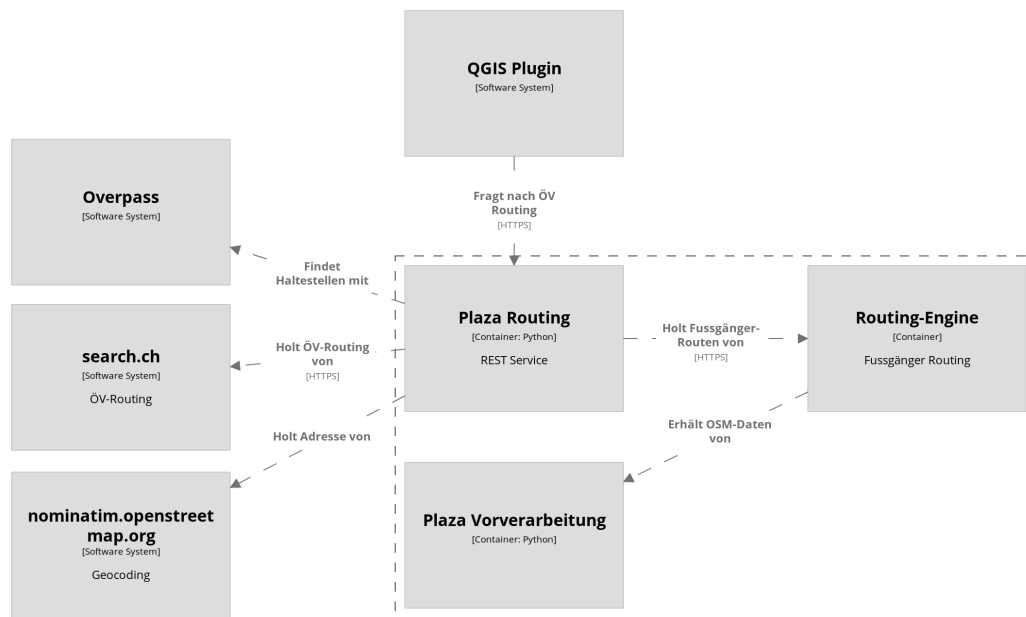 QGIS Plugin
[Software System]
Overpass
[Software System]
Fragt nach ÖV
Routing
[HTTPS]
Findet
Haltestellen mit
search.ch
[Software System]
ÖV-Routing
Holt ÖV-Routing
von
[HTTPS]
Plaza Routing
[Container: Python]
REST Service
Holt Fussgänger-
Routen von
[HTTPS]
Routing-Engine
[Container]
Fussgänger Routing
Holt Adresse von
Erhält OSM-Daten
von
nominatim.openstreet
map.org
[Software System]
Geocoding
Plaza Vorverarbeitung
[Container: Python]